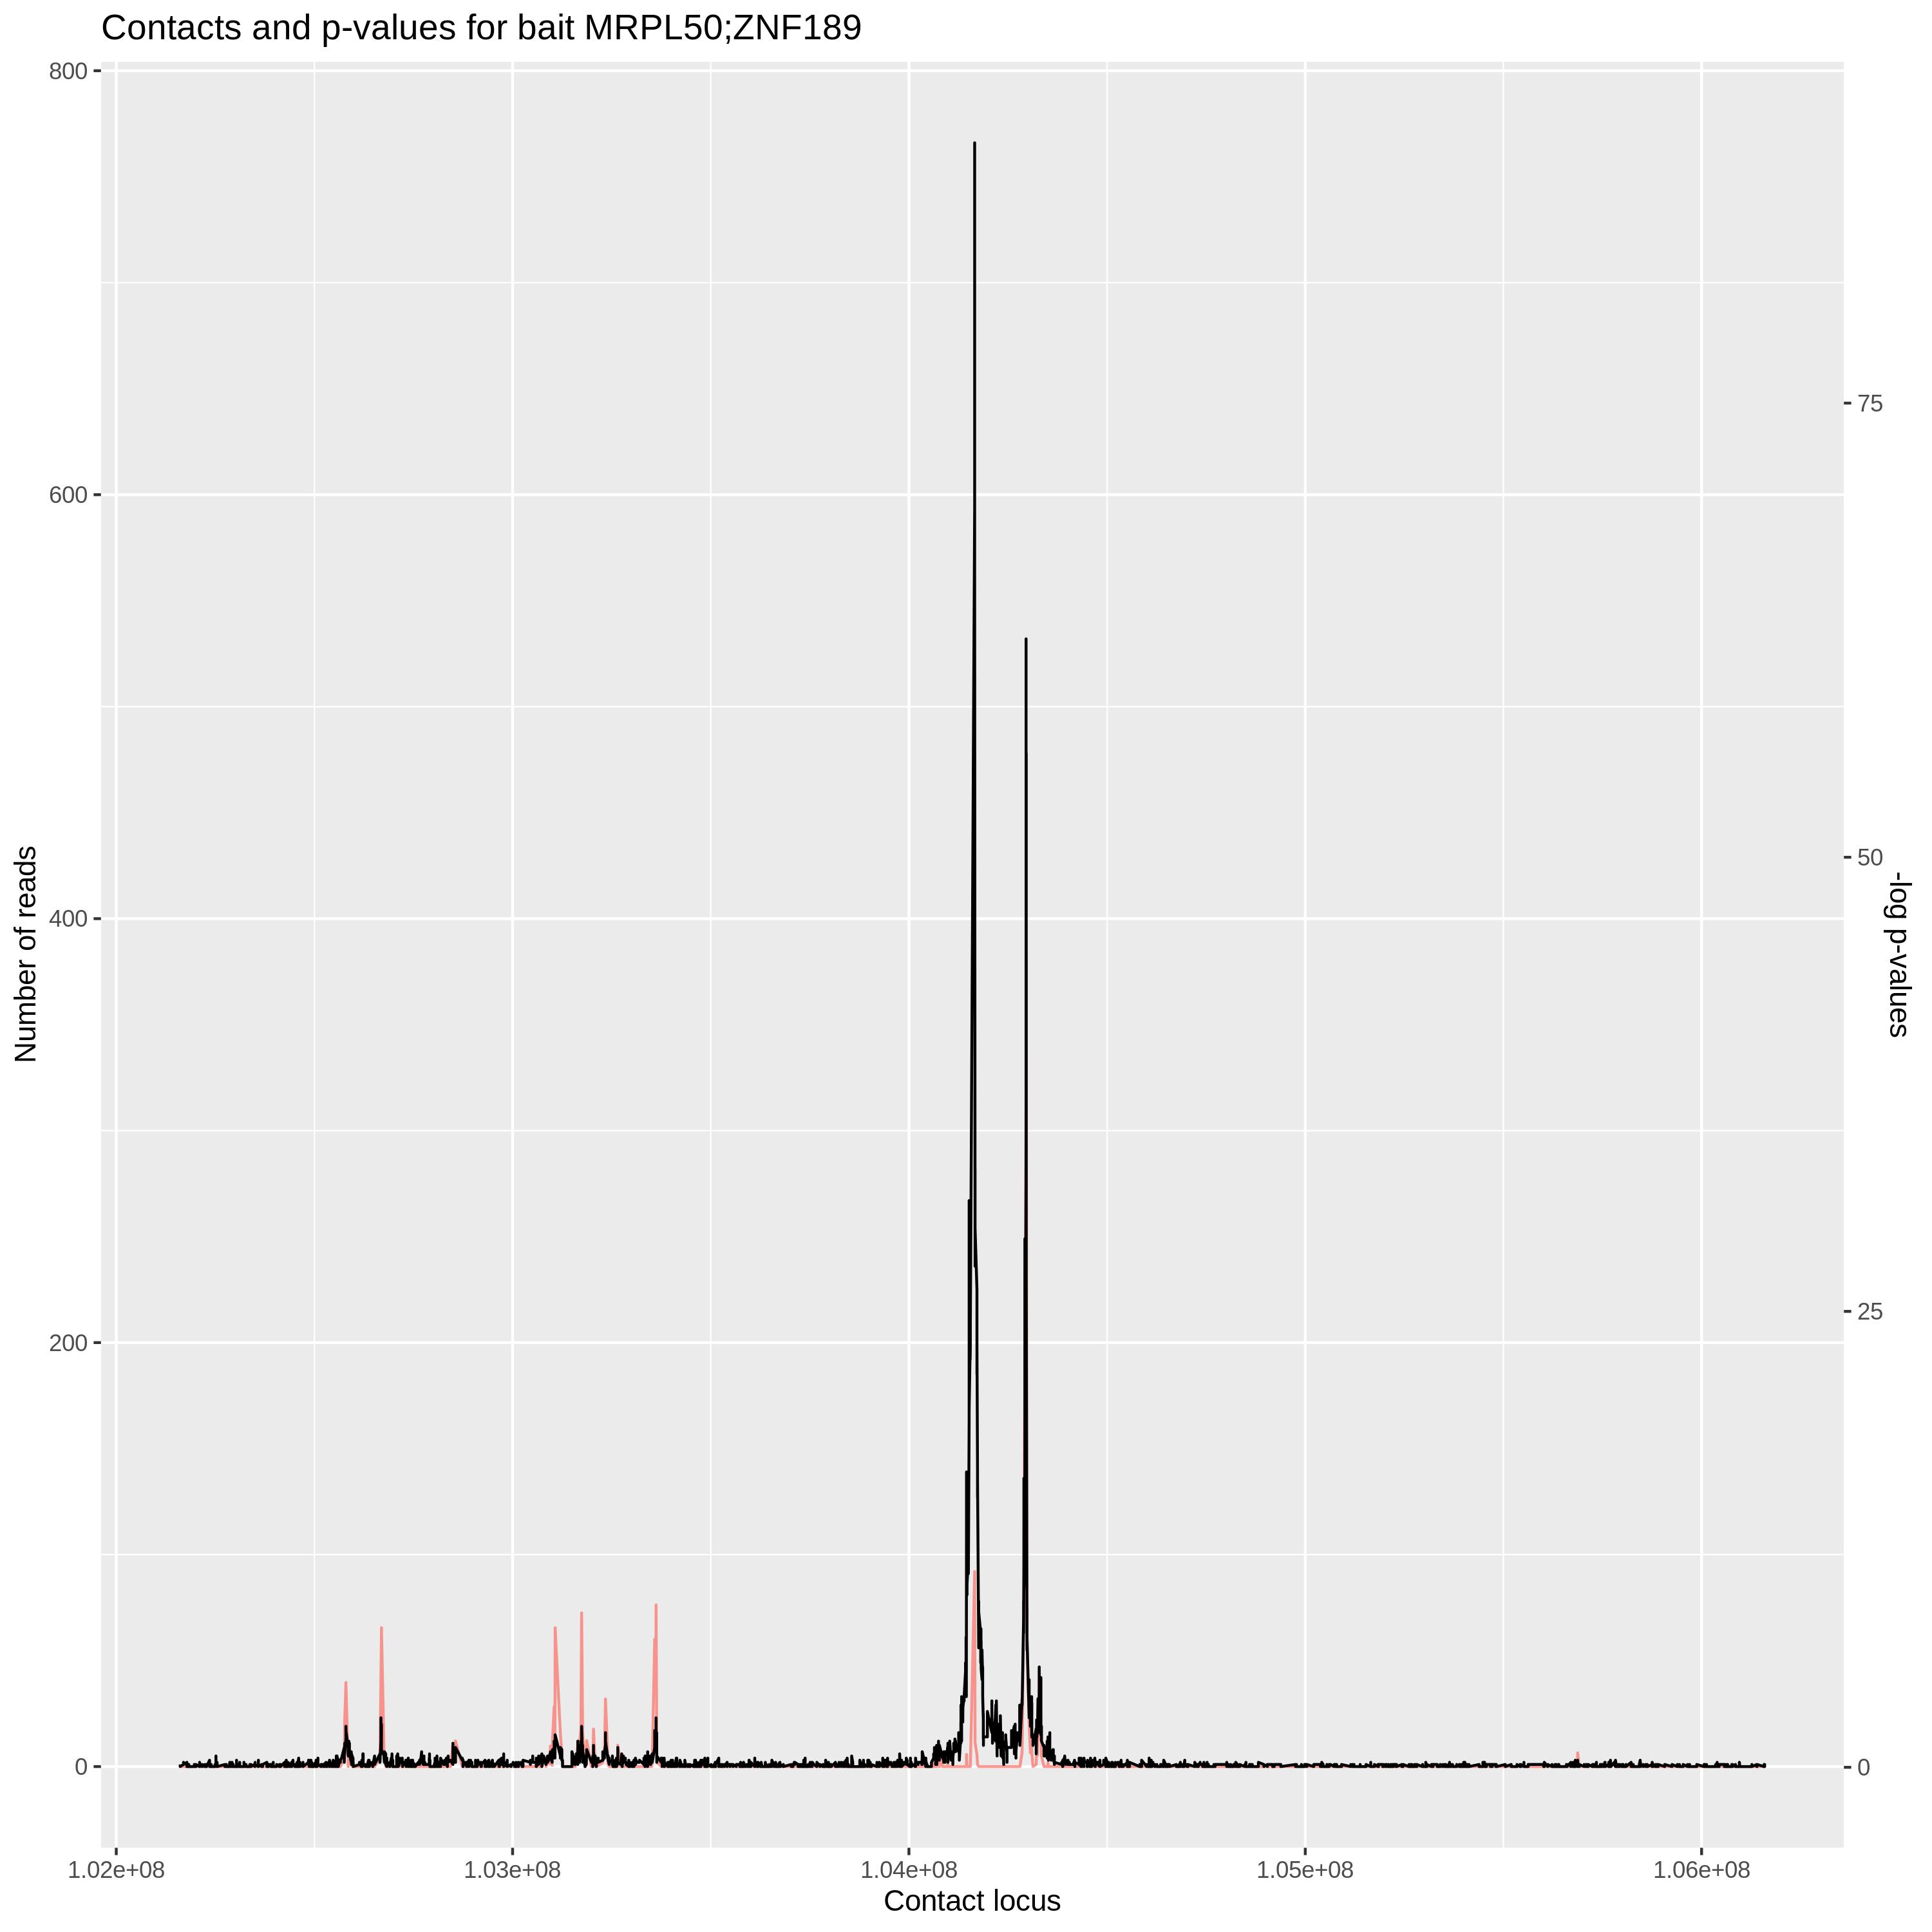 Contacts and p-values for bait MRPL50;ZNF189
800
600
400
200
0
Number of reads
75
50
25
0
-log p-values
1.02e+08
1.03e+08
1.04e+08
1.05e+08
1.06e+08
Contact locus